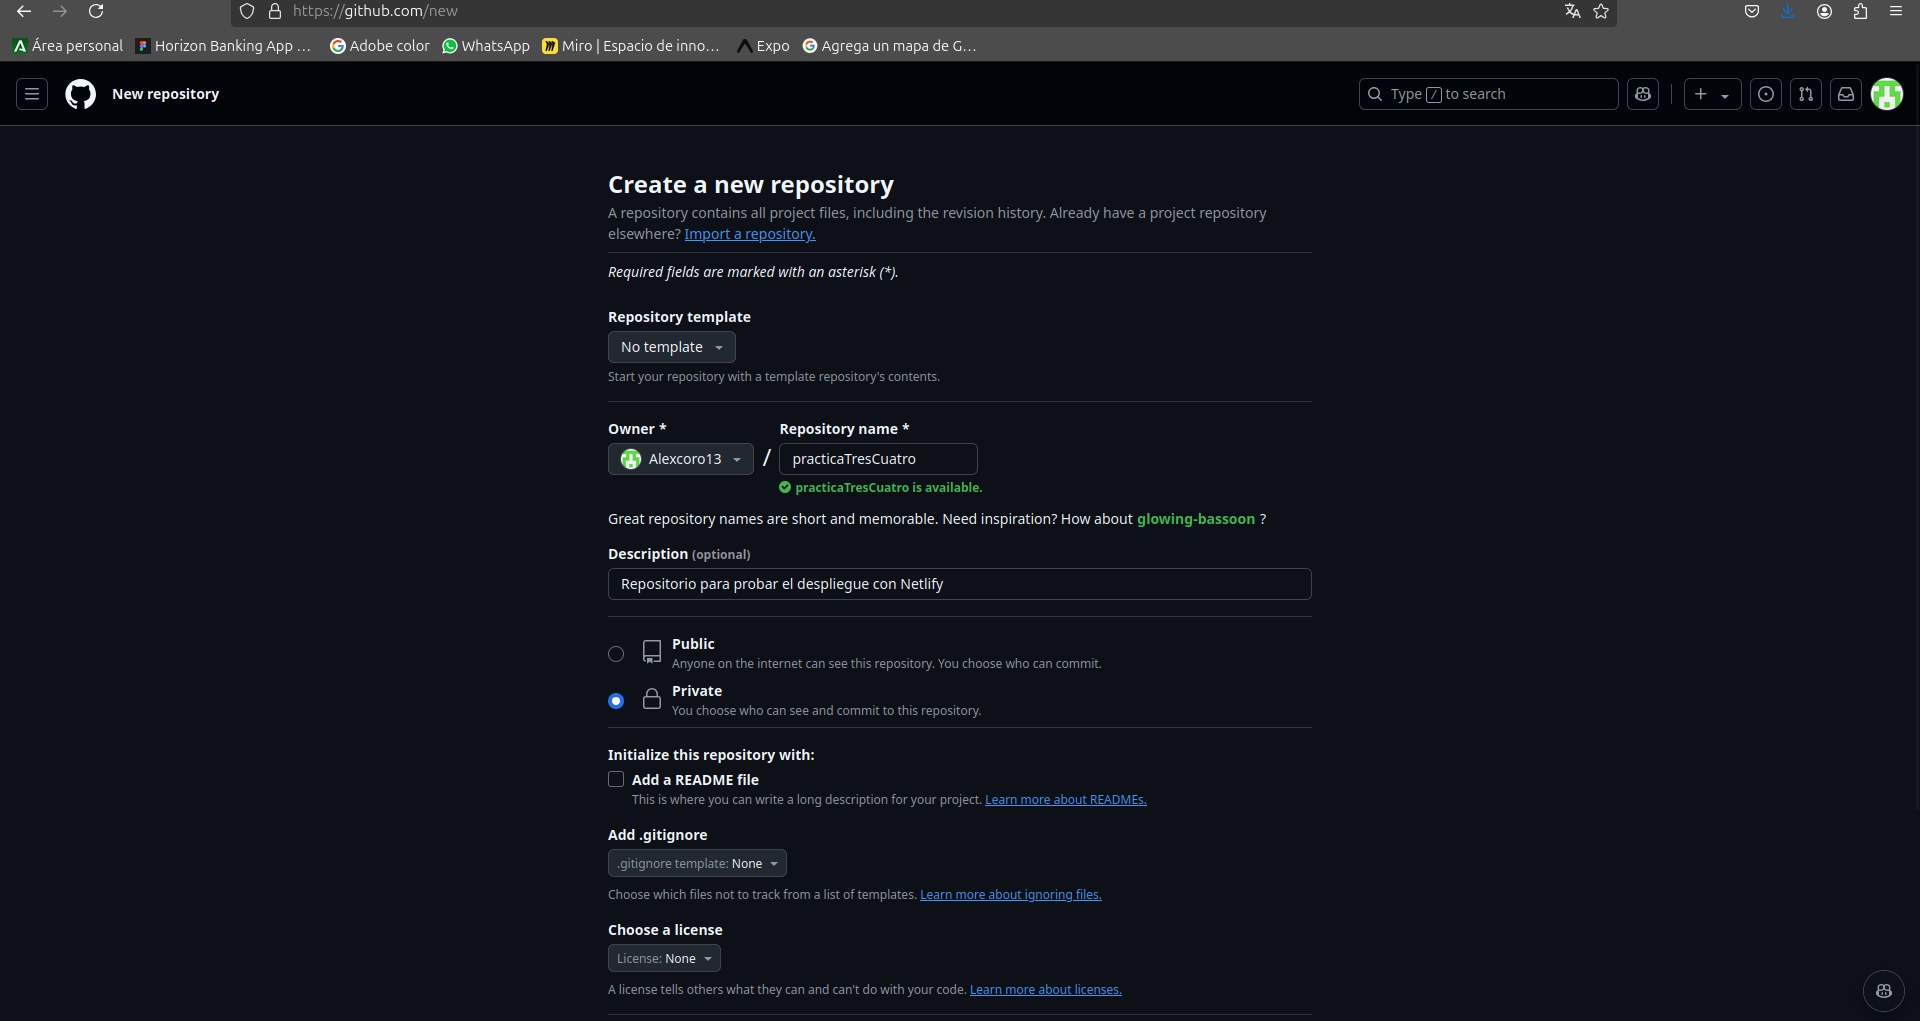 https://github.com/new
Área personal
Horizon Banking App ...
Adobe color
WhatsApp
Miro | Espacio de inno...
Expo
Agrega un mapa de G...
New repository
Type / to search
Create a new repository
A repository contains all project files, including the revision history. Already have a project repository
elsewhere? Import a repository.
Required fields are marked with an asterisk (*).
Repository template
No template
Start your repository with a template repository's contents.
Owner *
Repository name *
Alexcoro13
/
practicaTresCuatro
practicaTresCuatro is available.
Great repository names are short and memorable. Need inspiration? How about glowing-bassoon ?
Description (optional)
Repositorio para probar el despliegue con Netlify
Public
Anyone on the internet can see this repository. You choose who can commit.
Private
You choose who can see and commit to this repository.
Initialize this repository with:
Add a README file
This is where you can write a long description for your project. Learn more about READMEs.
Add .gitignore
.gitignore template: None
Choose which files not to track from a list of templates. Learn more about ignoring files.
Choose a license
License: None
A license tells others what they can and can't do with your code. Learn more about licenses.